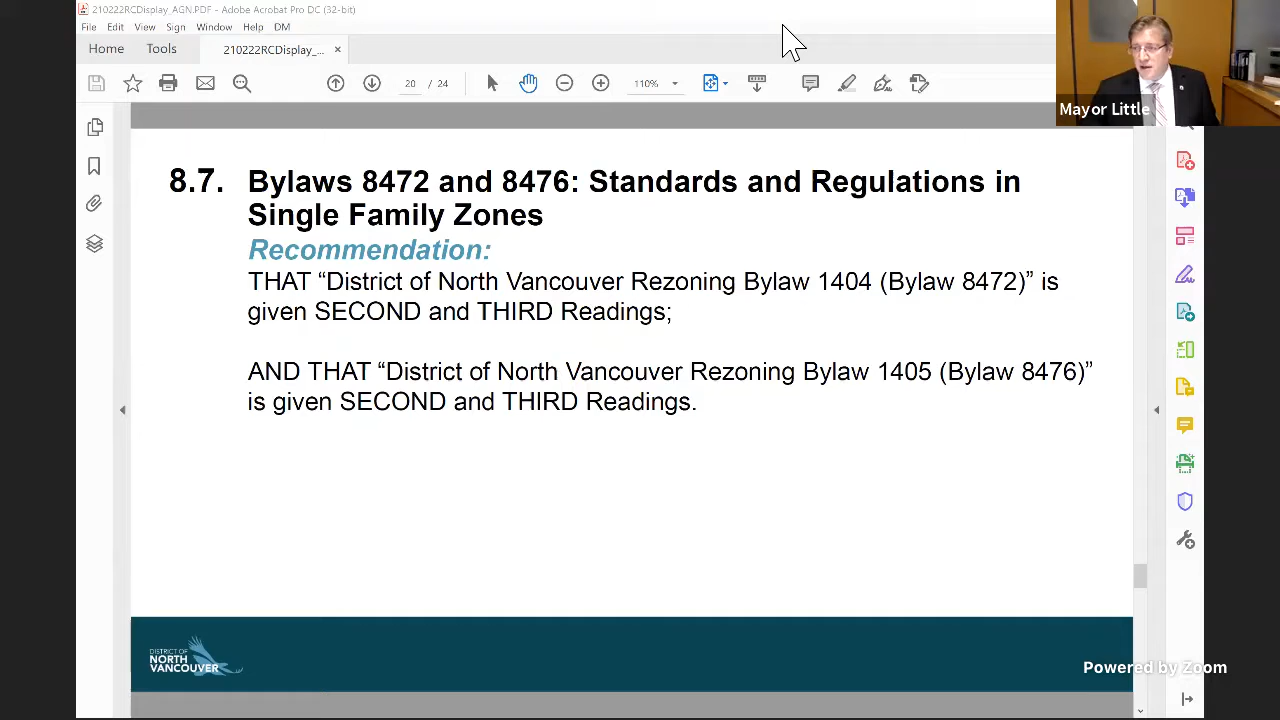 210222RCDisplay_AGN.PDF - Adobe Acrobat Pro DC (32-bit)
File Edit View Sign Window Help DM
Home Tools 210222RCDisplay_... ×
20 / 24 110%
Mayor Little
8.7. Bylaws 8472 and 8476: Standards and Regulations in
Single Family Zones
Recommendation:
THAT “District of North Vancouver Rezoning Bylaw 1404 (Bylaw 8472)” is
given SECOND and THIRD Readings;
AND THAT “District of North Vancouver Rezoning Bylaw 1405 (Bylaw 8476)”
is given SECOND and THIRD Readings.
DISTRICT OF
NORTH
VANCOUVER
Powered by Zoom